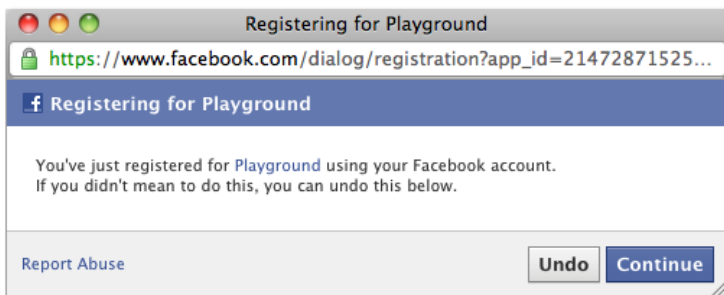 Registering for Playground
https://www.facebook.com/dialog/registration?app_id=21472871525...
f Registering for Playground
You've just registered for Playground using your Facebook account.
If you didn't mean to do this, you can undo this below.
Report Abuse
Undo
Continue